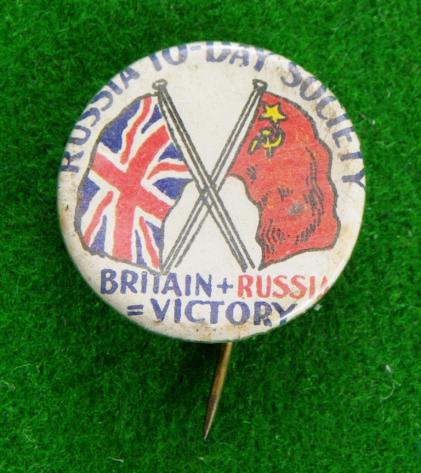 RUSSIA TO-DAY SOCIETY
BRITAIN + RUSSIA
= VICTORY